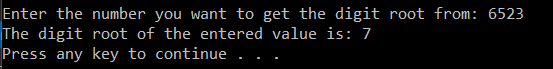 Enter the number you want to get the digit root from: 6523
The digit root of the entered value is: 7
Press any key to continue . . .